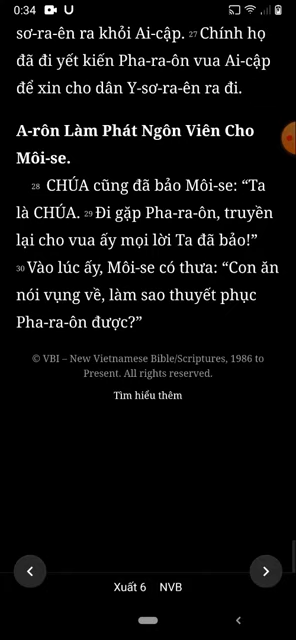 0:34
sơ-ra-ên ra khỏi Ai-cập. 27 Chính họ
đã đi yết kiến Pha-ra-ôn vua Ai-cập
để xin cho dân Y-sơ-ra-ên ra đi.
A-rôn Làm Phát Ngôn Viên Cho
Môi-se.
28 CHÚA cũng đã bảo Môi-se: “Ta
là CHÚA. 29 Đi gặp Pha-ra-ôn, truyền
lại cho vua ấy mọi lời Ta đã bảo!”
30 Vào lúc ấy, Môi-se có thưa: “Con ăn
nói vụng về, làm sao thuyết phục
Pha-ra-ôn được?”
© VBI – New Vietnamese Bible/Scriptures, 1986 to
Present. All rights reserved.
Tìm hiểu thêm
Xuất 6 NVB